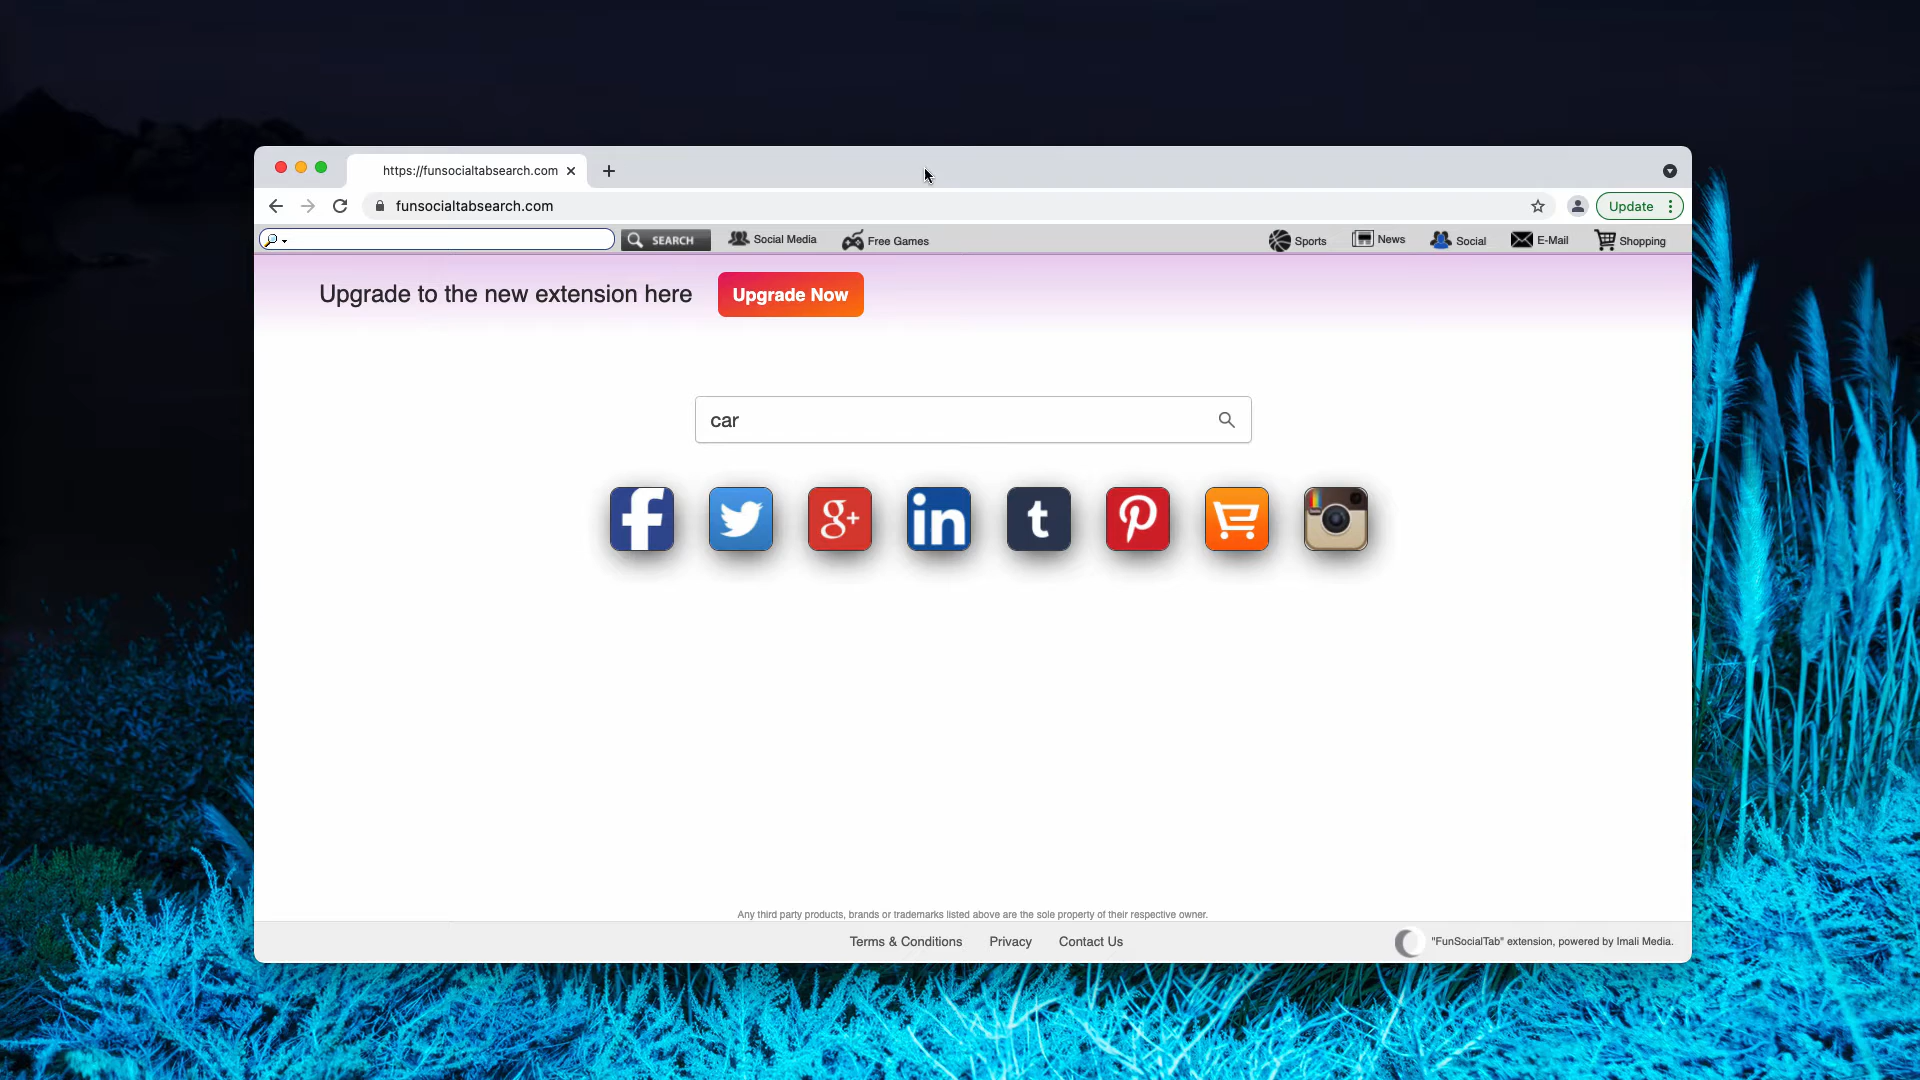 https://funsocialtabsearch.com
funsocialtabsearch.com
Update
SEARCH
Social Media
Free Games
Sports
News
Social
E-Mail
Shopping
Upgrade to the new extension here
Upgrade Now
car
f
g+
in
t
Any third party products, brands or trademarks listed above are the sole property of their respective owner.
Terms & Conditions
Privacy
Contact Us
"FunSocialTab" extension, powered by Imali Media.